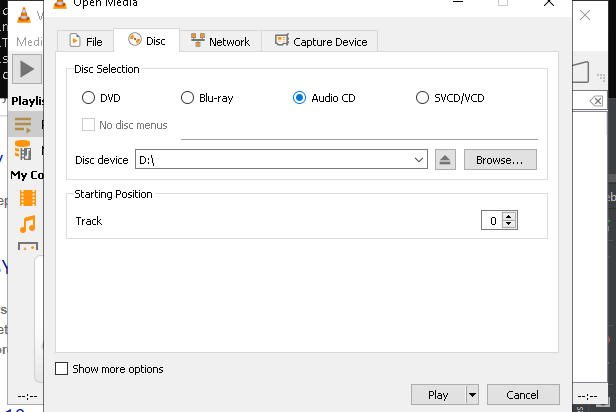 Open Media
Medi
File
Disc
Network
Capture Device
Disc Selection
DVD
Blu-ray
Audio CD
SVCD/VCD
No disc menus
Playlis
Disc device
D:\
Browse...
My Co
Starting Position
Track
0
Show more options
--:--
Play
Cancel
--:--